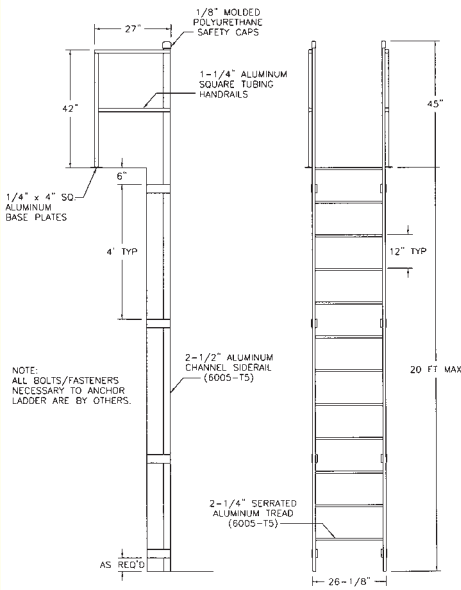 1/8" MOLDED
POLYURETHANE
SAFETY CAPS
27"
1-1/4" ALUMINUM
SQUARE TUBING
HANDRAILS
42"
45"
6"
1/4" x 4" SQ.
ALUMINUM
BASE PLATES
4' TYP
12" TYP
2-1/2" ALUMINUM
CHANNEL SIDERAIL
(6005-T5)
NOTE:
ALL BOLTS/FASTENERS
NECESSARY TO ANCHOR
LADDER ARE BY OTHERS.
20 FT MAX
2-1/4" SERRATED
ALUMINUM TREAD
(6005-T5)
AS REQ'D
26-1/8"